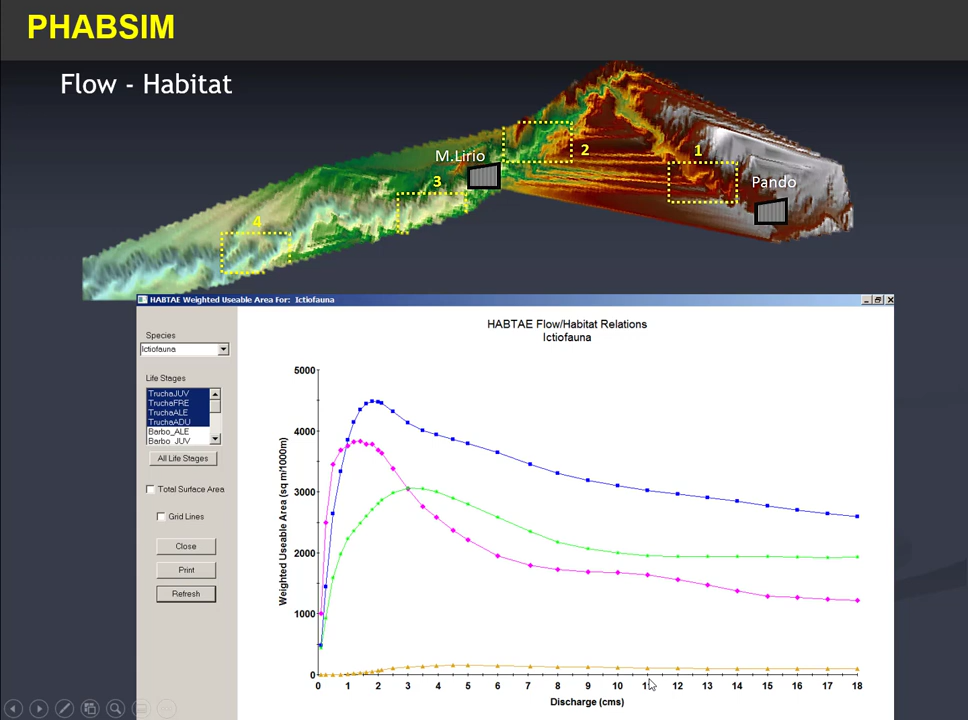 PHABSIM
Flow - Habitat
M.Lirio
2
1
Pando
3
4
HABTAE Weighted Useable Area For: Ictiofauna
Species
Ictiofauna
Life Stages
TruchaJUV
TruchaFRE
TruchaALE
TruchaADU
Barbo_ALE
Barbo_JUV
All Life Stages
Total Surface Area
Grid Lines
Close
Print
Refresh
HABTAE Flow/Habitat Relations
Ictiofauna
Weighted Useable Area (sq m/1000m)
5000
4000
3000
2000
1000
0
0 1 2 3 4 5 6 7 8 9 10 11 12 13 14 15 16 17 18
Discharge (cms)